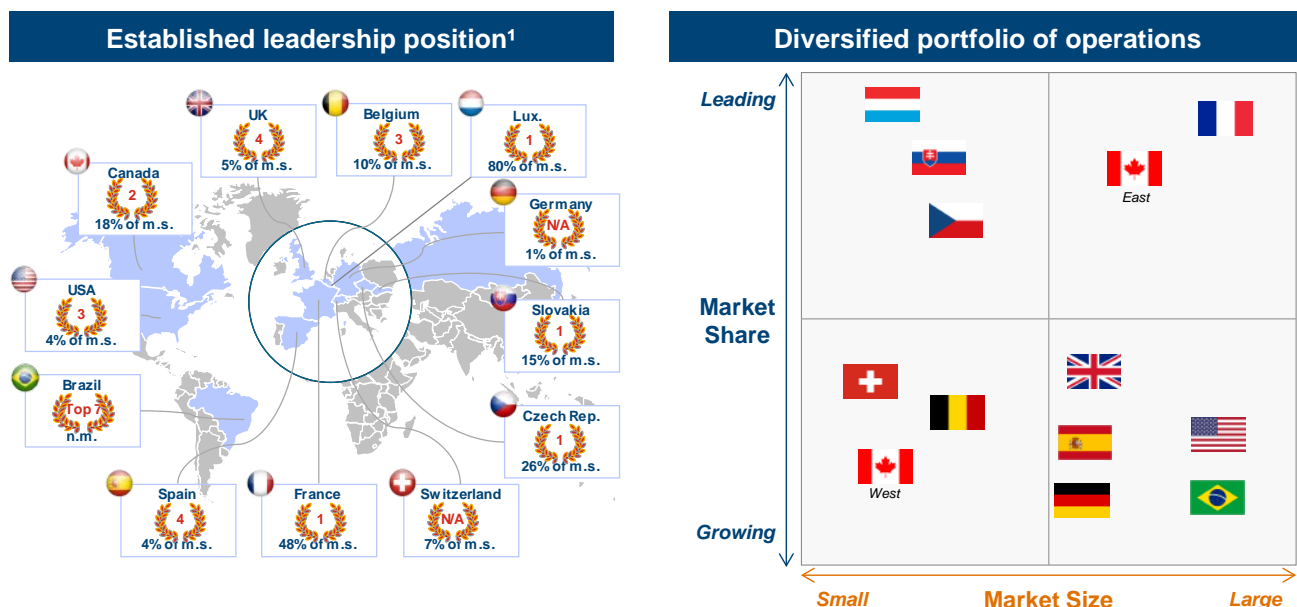 Established leadership position¹
UK
4
5% of m.s.
Belgium
3
10% of m.s.
Lux.
1
80% of m.s.
Canada
2
18% of m.s.
Germany
N/A
1% of m.s.
USA
3
4% of m.s.
Slovakia
1
15% of m.s.
Brazil
Top 7
n.m.
Czech Rep.
1
26% of m.s.
Spain
4
4% of m.s.
France
1
48% of m.s.
Switzerland
N/A
7% of m.s.
Diversified portfolio of operations
Leading
East
Market
Share
West
Growing
Small
Market Size
Large